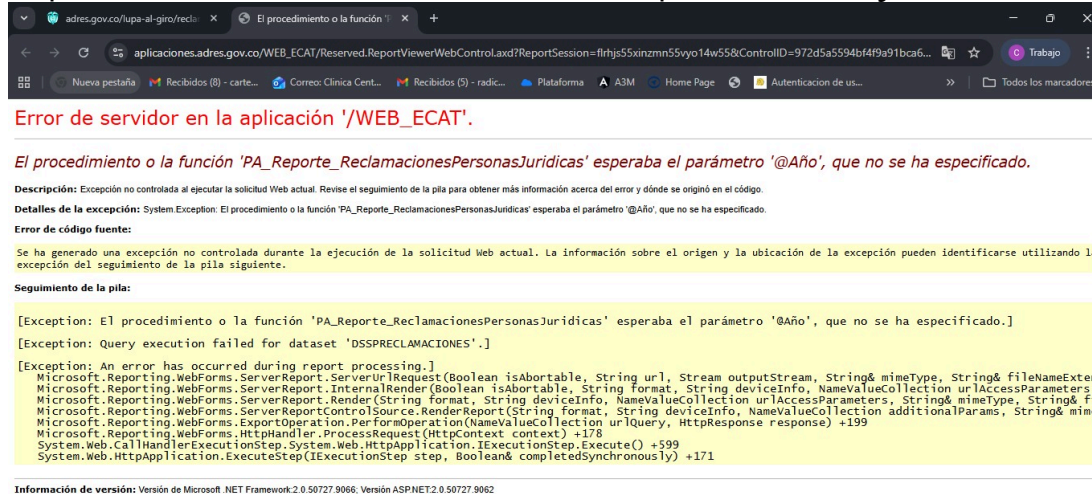 adres.gov.co/lupa-al-giro/recla
El procedimiento o la función '
aplicaciones.adres.gov.co/WEB_ECAT/Reserved.ReportViewerWebControl.axd?ReportSession=flrhjs55xinzmn55vyo14w55&ControlID=972d5a5594bf4f9a91bca6...
Trabajo
Nueva pestaña Recibidos (8) - carte... Correo: Clinica Cent... Recibidos (5) - radic... Plataforma A3M Home Page Autenticacion de us... » Todos los marcadores
Error de servidor en la aplicación '/WEB_ECAT'.
El procedimiento o la función 'PA_Reporte_ReclamacionesPersonasJuridicas' esperaba el parámetro '@Año', que no se ha especificado.
Descripción: Excepción no controlada al ejecutar la solicitud Web actual. Revise el seguimiento de la pila para obtener más información acerca del error y dónde se originó en el código.
Detalles de la excepción: System.Exception: El procedimiento o la función 'PA_Reporte_ReclamacionesPersonasJuridicas' esperaba el parámetro '@Año', que no se ha especificado.
Error de código fuente:
Se ha generado una excepción no controlada durante la ejecución de la solicitud Web actual. La información sobre el origen y la ubicación de la excepción pueden identificarse utilizando l
excepción del seguimiento de la pila siguiente.
Seguimiento de la pila:
[Exception: El procedimiento o la función 'PA_Reporte_ReclamacionesPersonasJuridicas' esperaba el parámetro '@Año', que no se ha especificado.]
[Exception: Query execution failed for dataset 'DSSPRECLAMACIONES'.]
[Exception: An error has occurred during report processing.]
Microsoft.Reporting.WebForms.ServerReport.ServerUrlRequest(Boolean isAbortable, String url, Stream outputStream, String& mimeType, String& fileNameExte
Microsoft.Reporting.WebForms.ServerReport.InternalRender(Boolean isAbortable, String format, String deviceInfo, NameValueCollection urlAccessParameters
Microsoft.Reporting.WebForms.ServerReport.Render(String format, String deviceInfo, NameValueCollection urlAccessParameters, String& mimeType, String& f
Microsoft.Reporting.WebForms.ServerReportControlSource.RenderReport(String format, String deviceInfo, NameValueCollection additionalParams, String& mim
Microsoft.Reporting.WebForms.ExportOperation.PerformOperation(NameValueCollection urlQuery, HttpResponse response) +199
Microsoft.Reporting.WebForms.HttpHandler.ProcessRequest(HttpContext context) +178
System.Web.CallHandlerExecutionStep.System.Web.HttpApplication.IExecutionStep.Execute() +599
System.Web.HttpApplication.ExecuteStep(IExecutionStep step, Boolean& completedSynchronously) +171
Información de versión: Versión de Microsoft .NET Framework:2.0.50727.9066; Versión ASP.NET:2.0.50727.9062